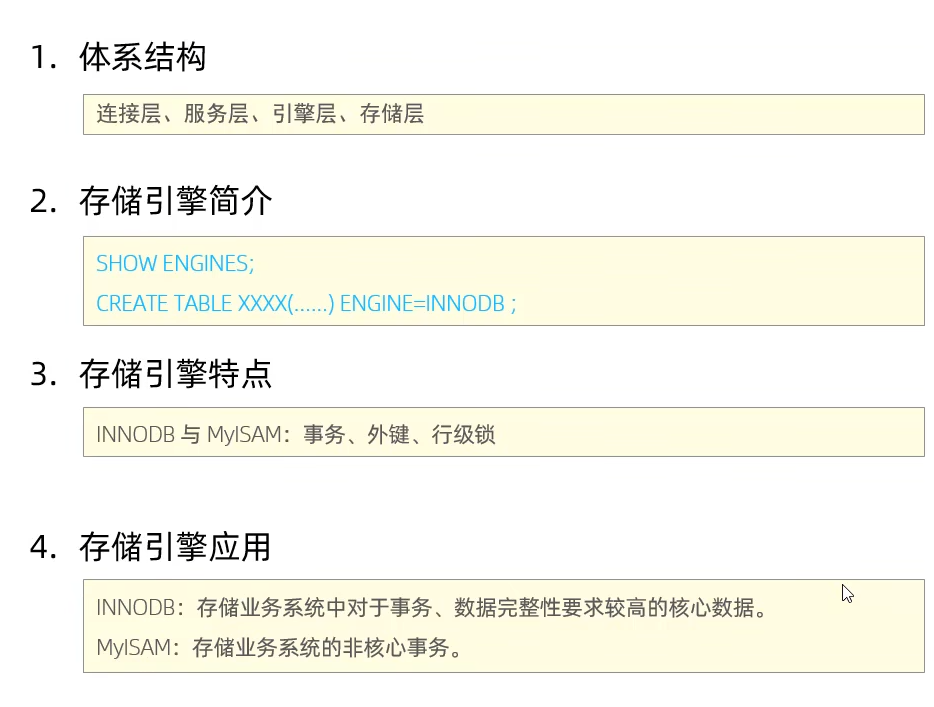 1. 体系结构
连接层、服务层、引擎层、存储层
2. 存储引擎简介
SHOW ENGINES;
CREATE TABLE XXXX(......) ENGINE=INNODB ;
3. 存储引擎特点
INNODB 与 MyISAM：事务、外键、行级锁
4. 存储引擎应用
INNODB：存储业务系统中对于事务、数据完整性要求较高的核心数据。
MyISAM：存储业务系统的非核心事务。